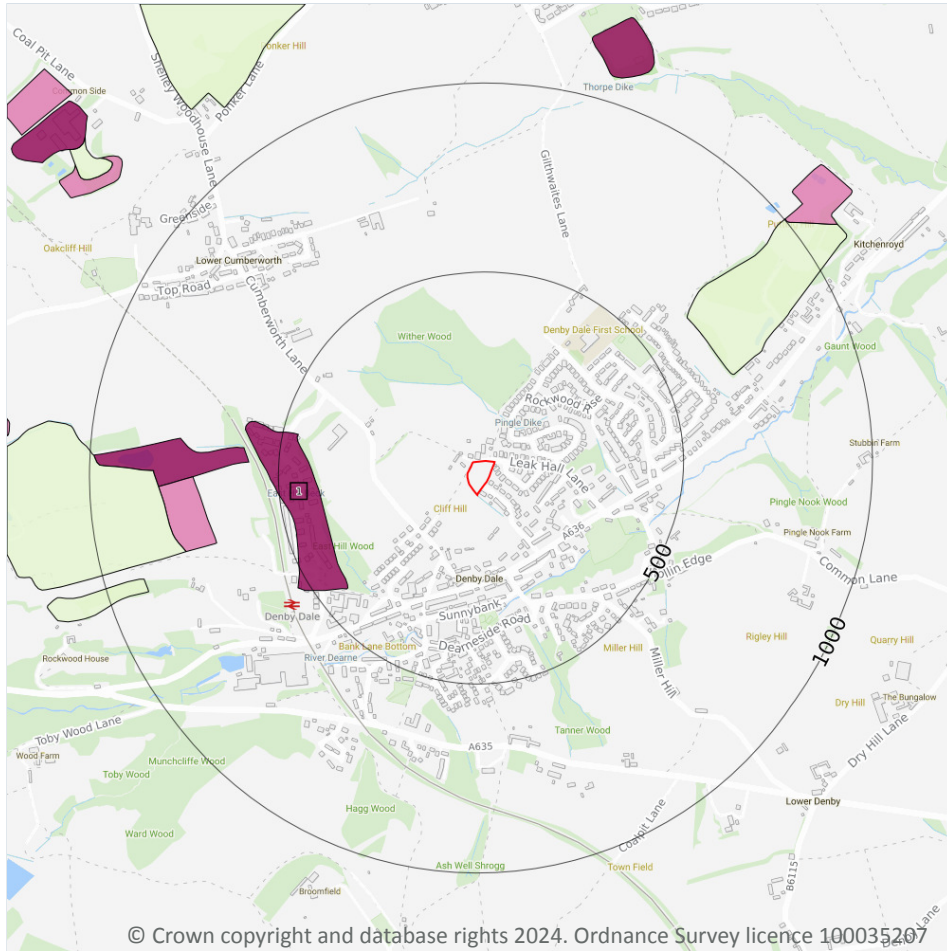 Coal Pit Lane
Ponker Hill
Common Side
Shelley Woodhouse Lane
Ponker Lane
Thorpe Dike
Gilthwaites Lane
Greenside
Oakcliff Hill
Lower Cumberworth
Kitchenroyd
Top Road
Cumberworth Lane
Wither Wood
Denby Dale First School
Gaunt Wood
Rockwood Rise
Pingle Dike
Stubbin Farm
Leak Hall Lane
1
Pingle Nook Wood
Cliff Hill
A636
Pingle Nook Farm
Hill Wood
500
Common Lane
Denby Dale
Sunnybank
Denby Dale
Dearneside Road
Bank Lane Bottom
Miller Hill
Rigley Hill
1000
Quarry Hill
Rockwood House
River Dearne
Miller Hill
The Bungalow
Dry Hill
Toby Wood Lane
Tanner Wood
Dry Hill Lane
A635
Wood Farm
Munchcliffe Wood
Toby Wood
Lower Denby
Hagg Wood
Coalpit Lane
Ward Wood
Ash Well Shrogg
Town Field
B6115
Broomfield
© Crown copyright and database rights 2024. Ordnance Survey licence 100035207